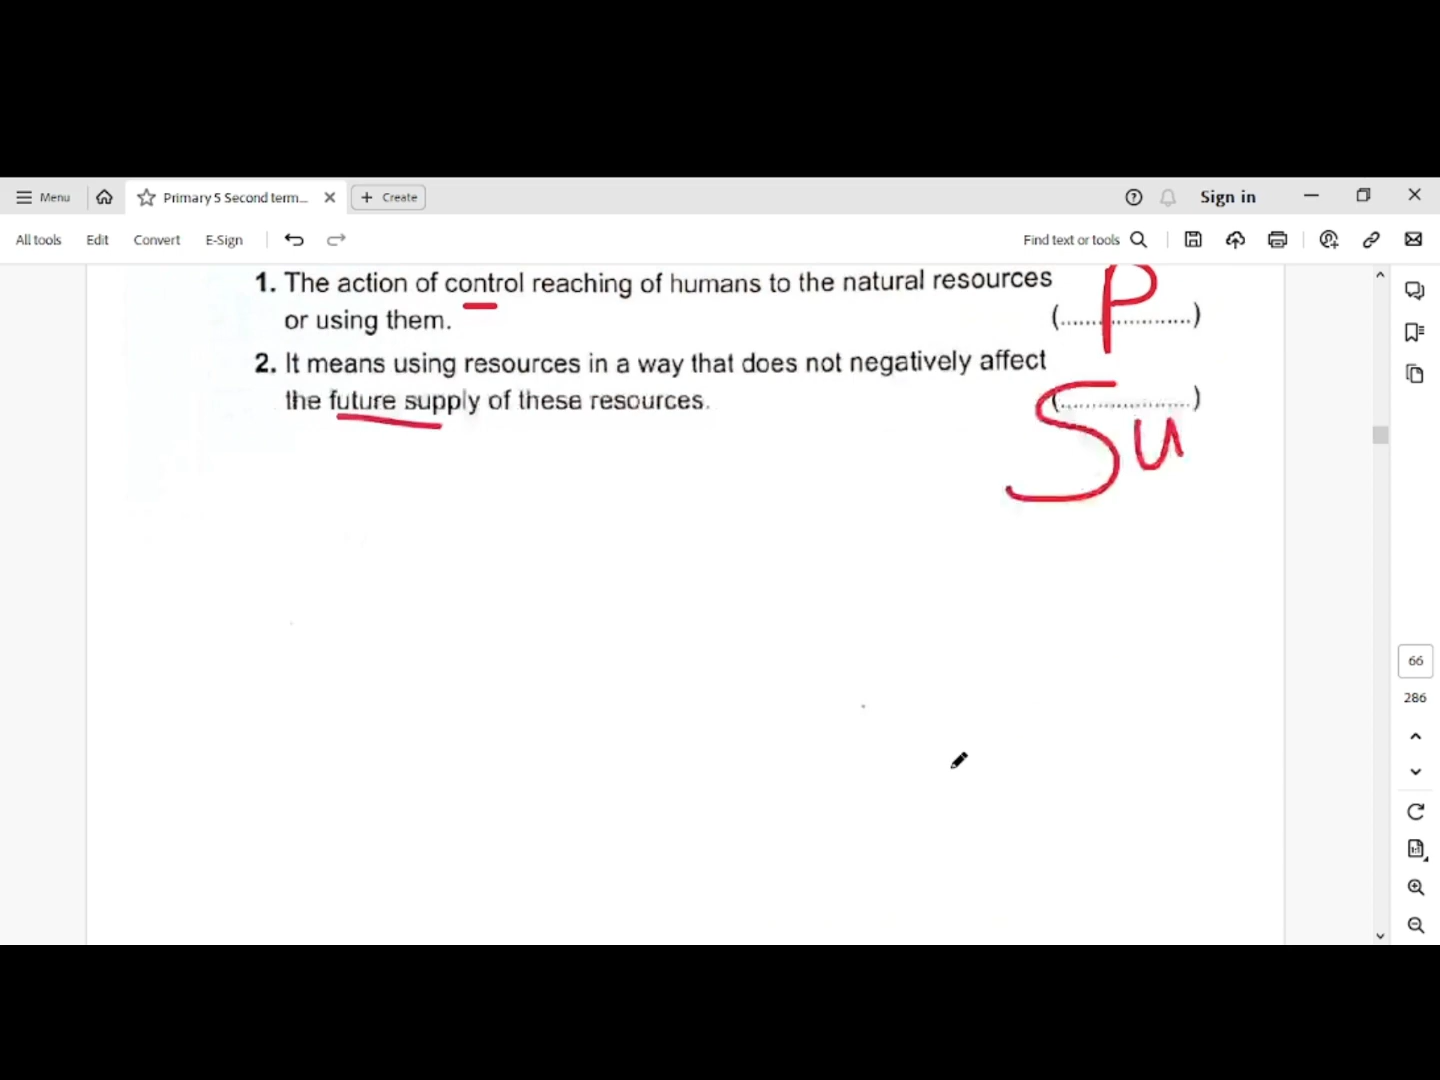 Menu
Primary 5 Second term...
Create
Sign in
All tools
Edit
Convert
E-Sign
Find text or tools
1. The action of control reaching of humans to the natural resources
or using them.
(......................)
P
2. It means using resources in a way that does not negatively affect
the future supply of these resources.
(......................)
Su
66
286